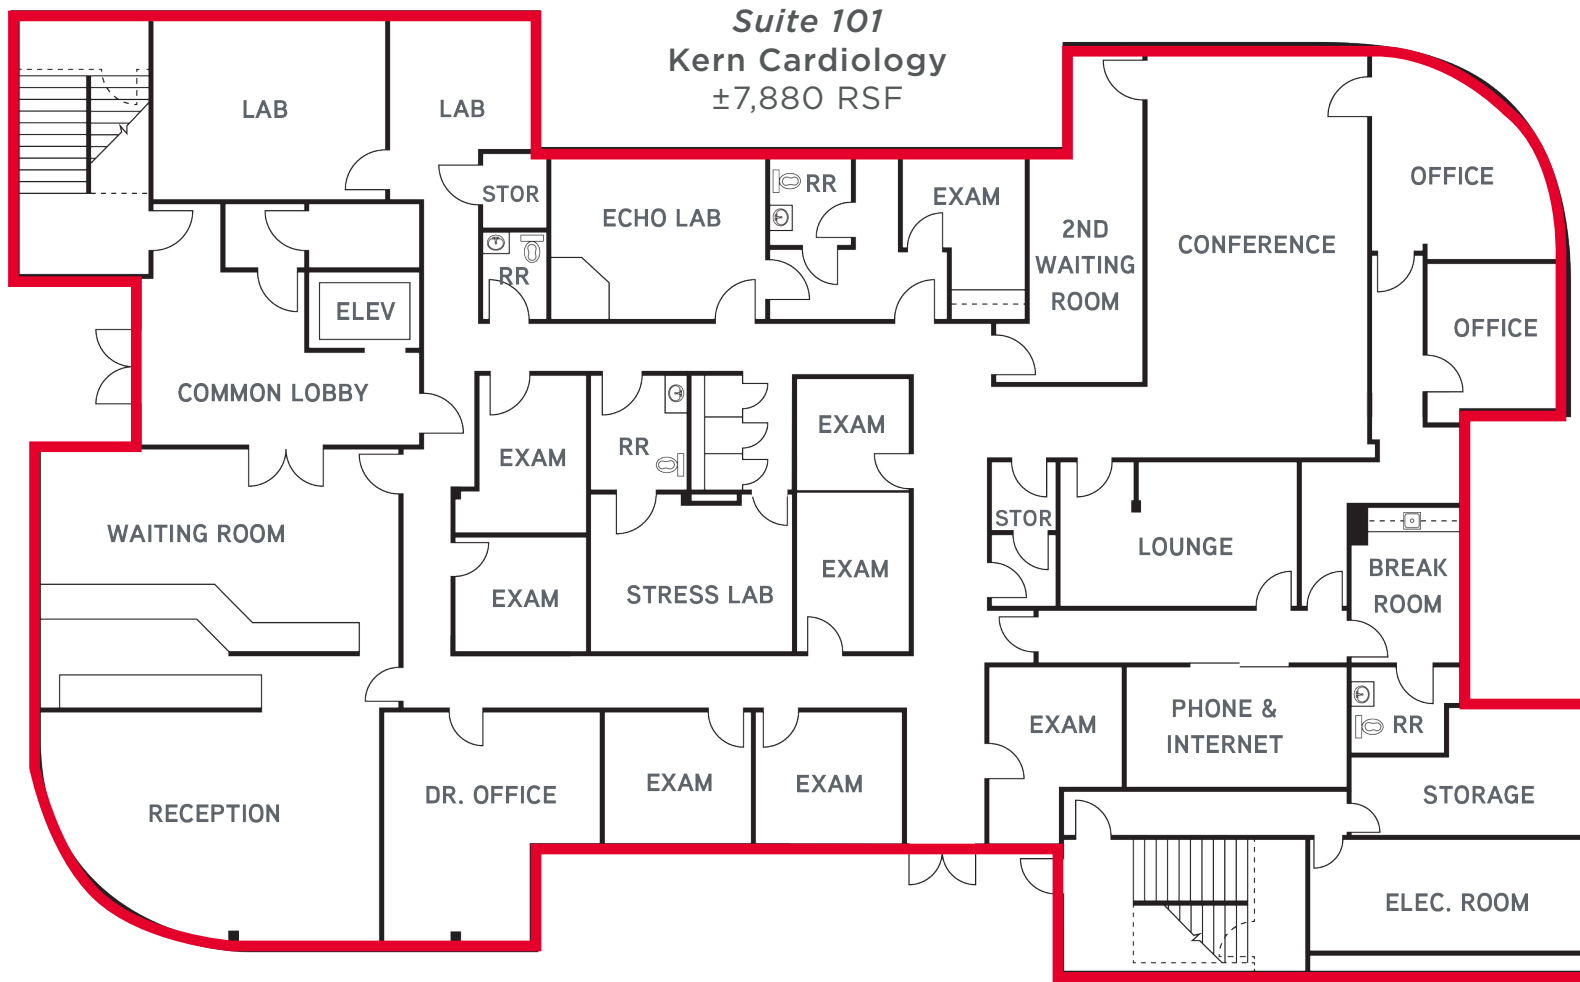 Suite 101
Kern Cardiology
±7,880 RSF
LAB
LAB
STOR
ECHO LAB
RR
EXAM
2ND
WAITING
ROOM
CONFERENCE
OFFICE
RR
ELEV
OFFICE
COMMON LOBBY
EXAM
RR
EXAM
WAITING ROOM
STOR
LOUNGE
BREAK
ROOM
EXAM
STRESS LAB
EXAM
EXAM
PHONE &
INTERNET
RR
RECEPTION
DR. OFFICE
EXAM
EXAM
STORAGE
ELEC. ROOM